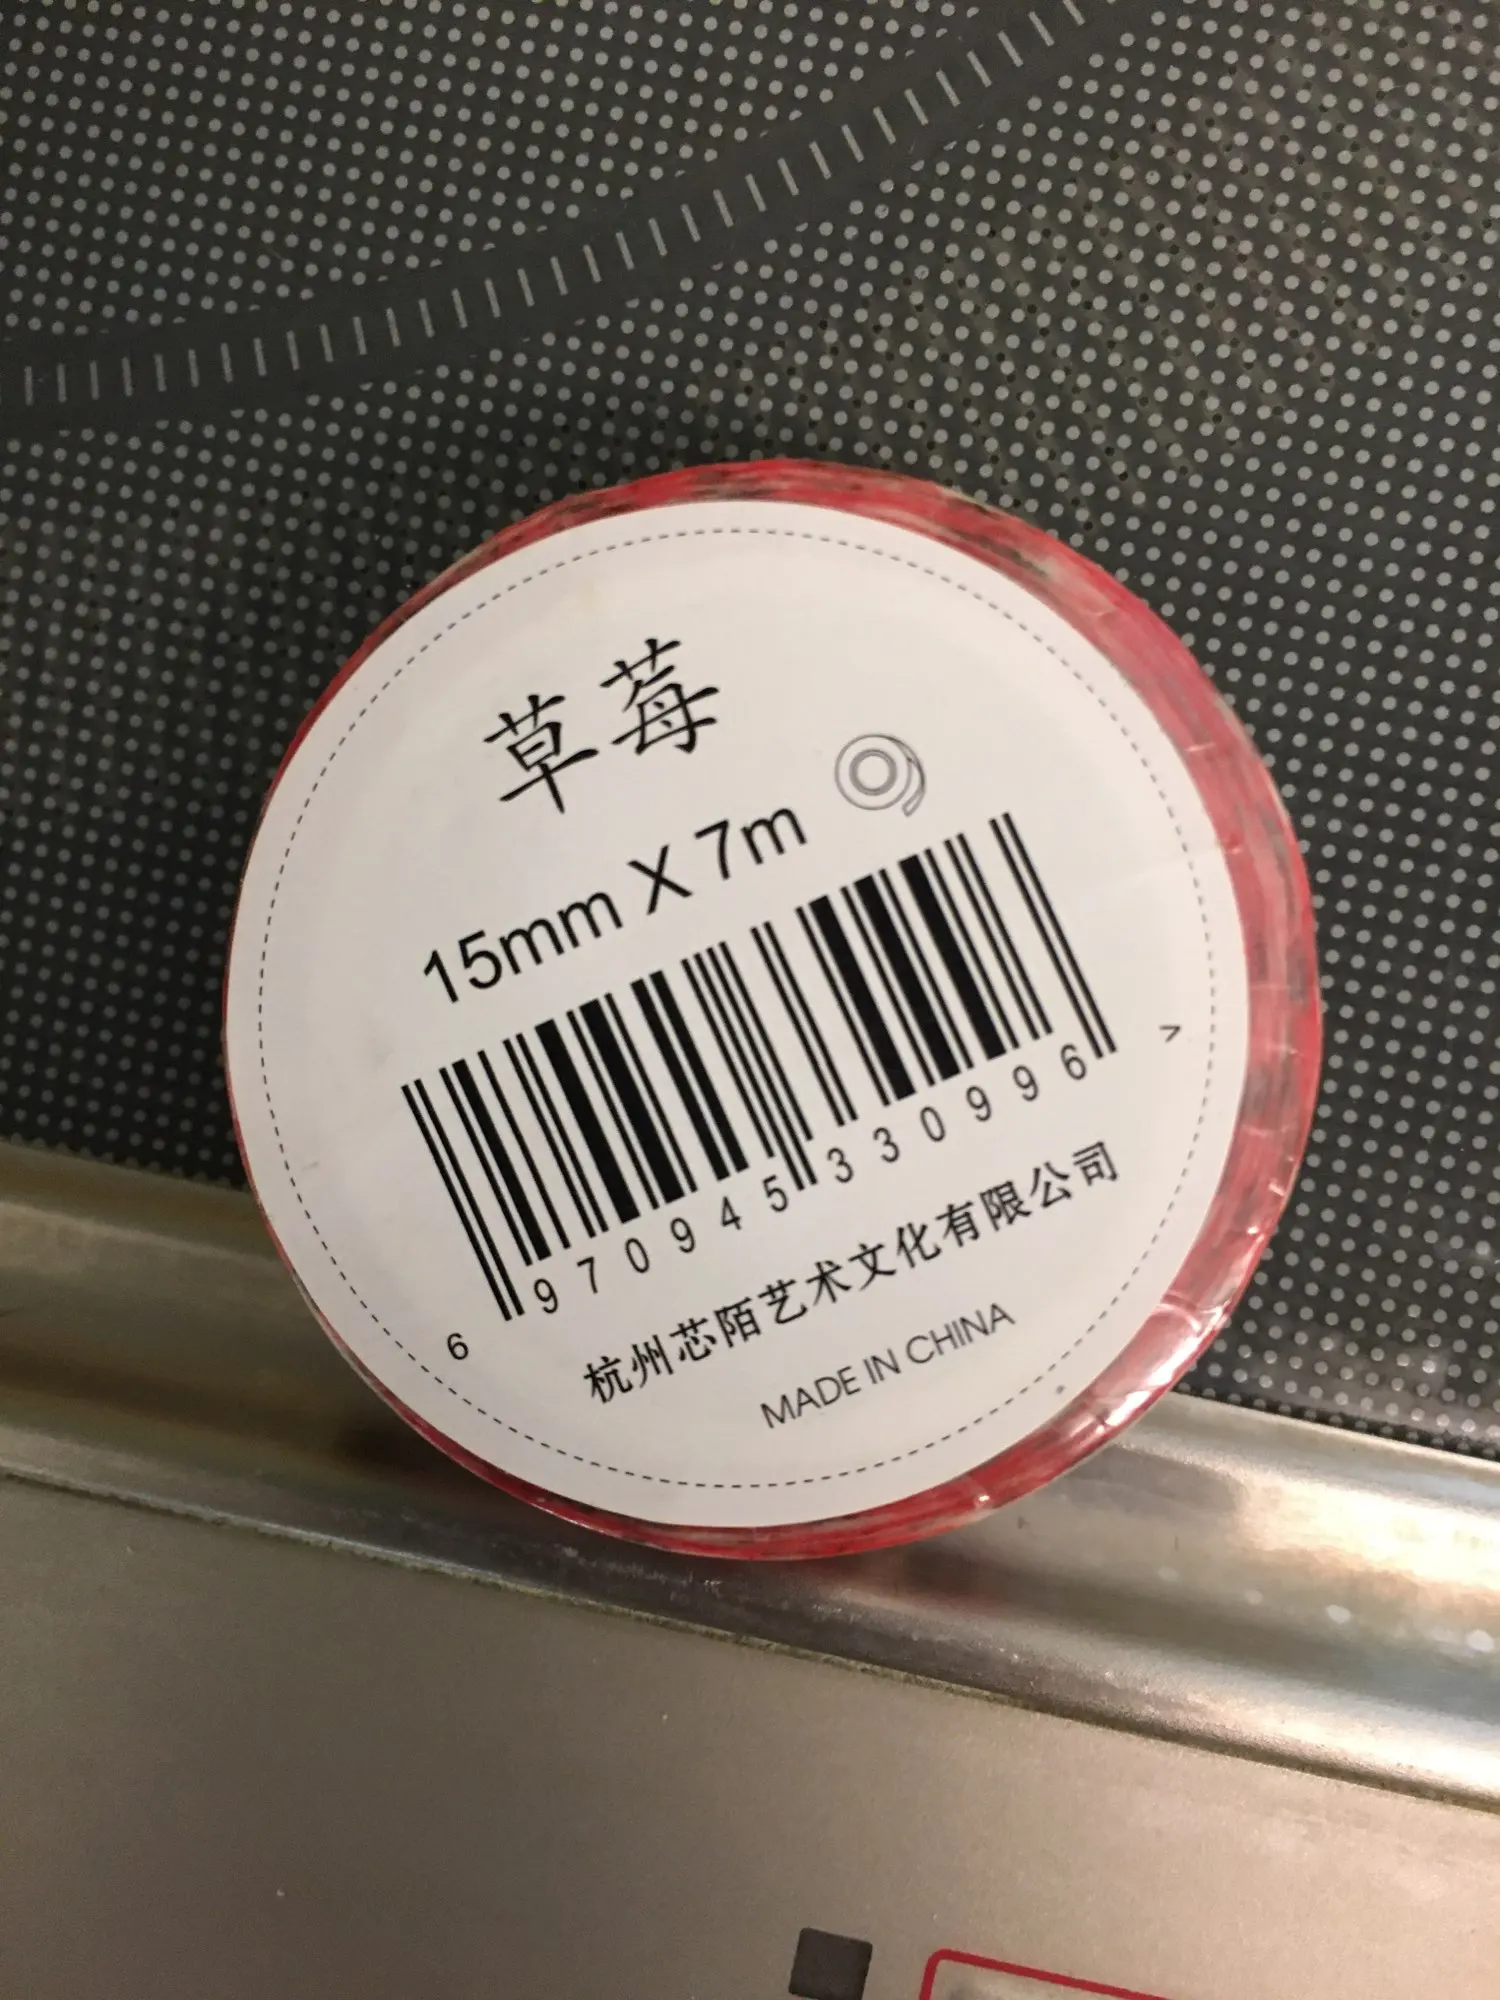 草莓
15mm X 7m
6 970945 330996 >
杭州芯陌艺术文化有限公司
MADE IN CHINA